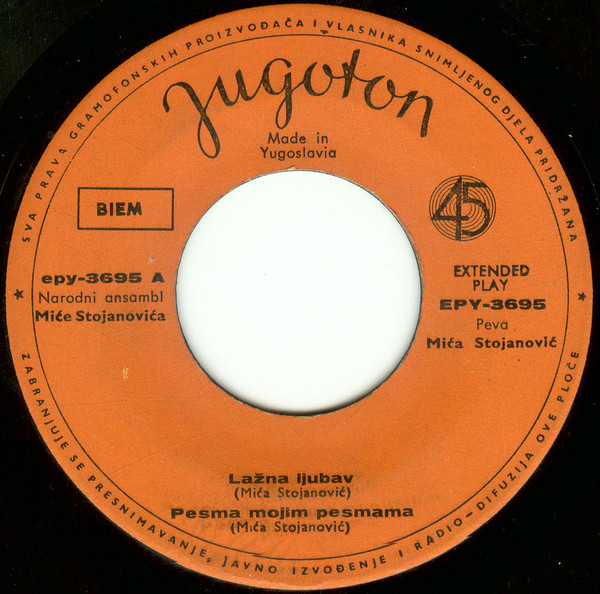 SVA PRAVA GRAMOFONSKIH PROIZVOĐAČA I VLASNIKA SNIMLJENOG DJELA PRIDRŽANA
Jugoton
Made in
Yugoslavia
BIEM
45
epy-3695 A
Narodni ansambl
Miće Stojanovića
EXTENDED
PLAY
EPY-3695
Peva
Mića Stojanović
Lažna ljubav
(Mića Stojanović)
Pesma mojim pesmama
(Mića Stojanović)
ZABRANJUJE SE PRESNIMAVANJE, JAVNO IZVOĐENJE I RADIO-DIFUZIJA OVE PLOČE